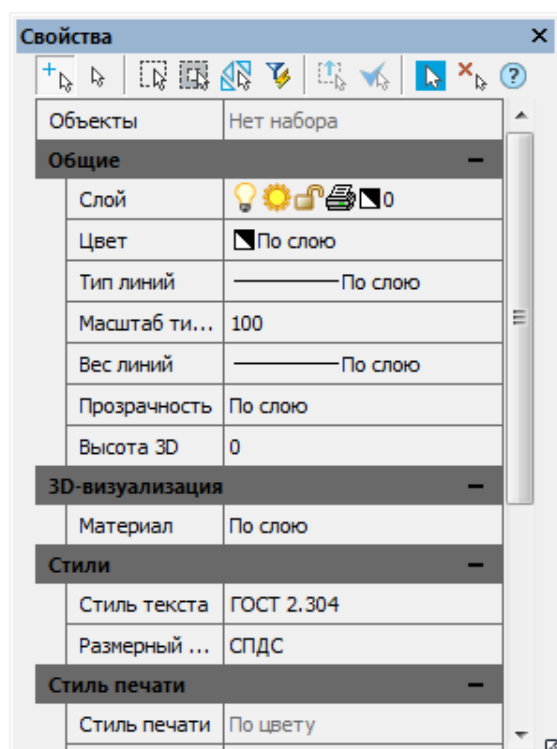 Свойства
Объекты Нет набора
Общие
Слой 0
Цвет По слою
Тип линий По слою
Масштаб ти... 100
Вес линий По слою
Прозрачность По слою
Высота 3D 0
3D-визуализация
Материал По слою
Стили
Стиль текста ГОСТ 2.304
Размерный ... СПДС
Стиль печати
Стиль печати По цвету